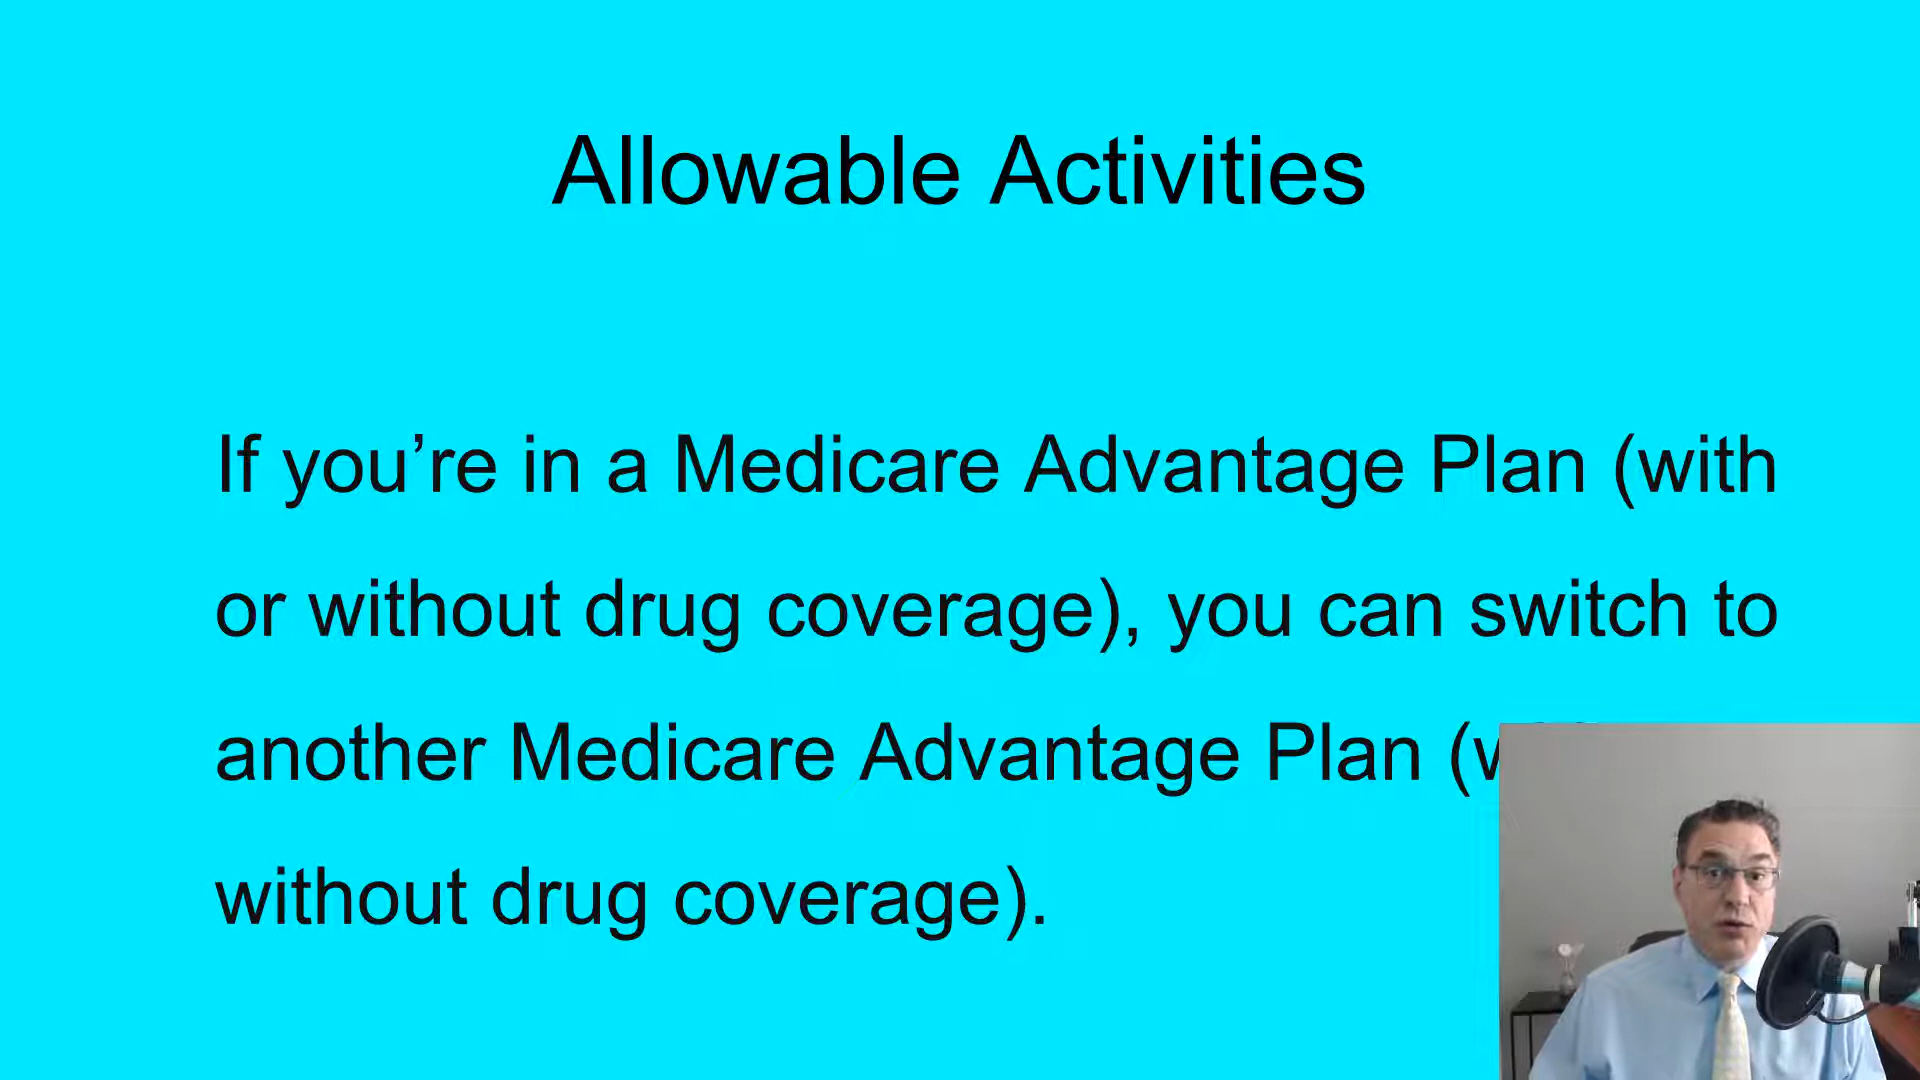 Allowable Activities
If you’re in a Medicare Advantage Plan (with
or without drug coverage), you can switch to
another Medicare Advantage Plan
without drug coverage).